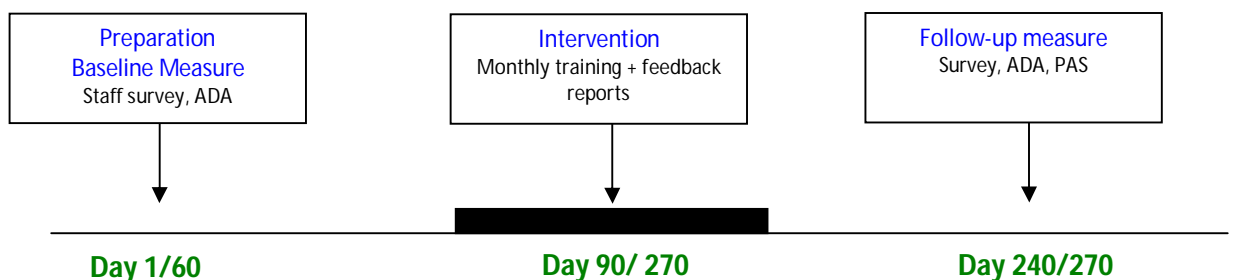 Preparation
Baseline Measure
Staff survey, ADA
Intervention
Monthly training + feedback
reports
Follow-up measure
Survey, ADA, PAS
Day 1/60
Day 90/ 270
Day 240/270